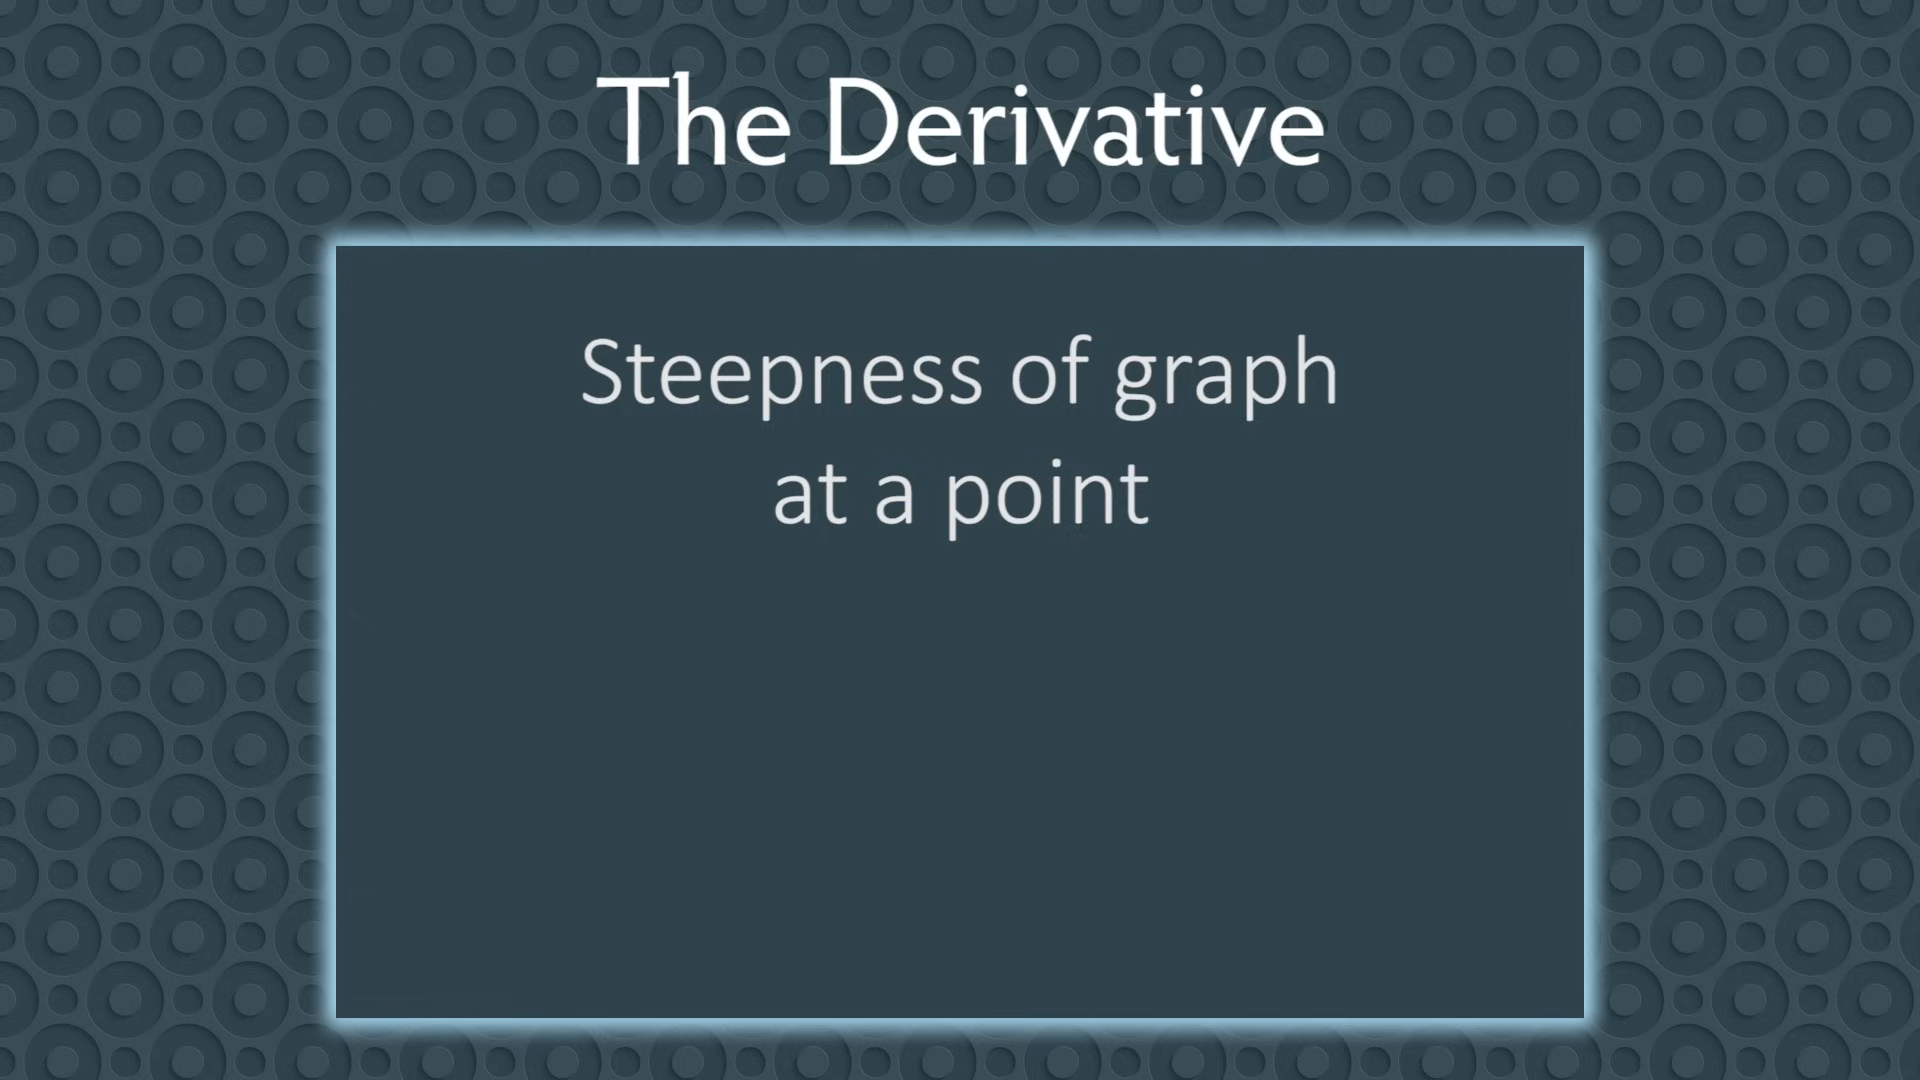 The Derivative
Steepness of graph
at a point